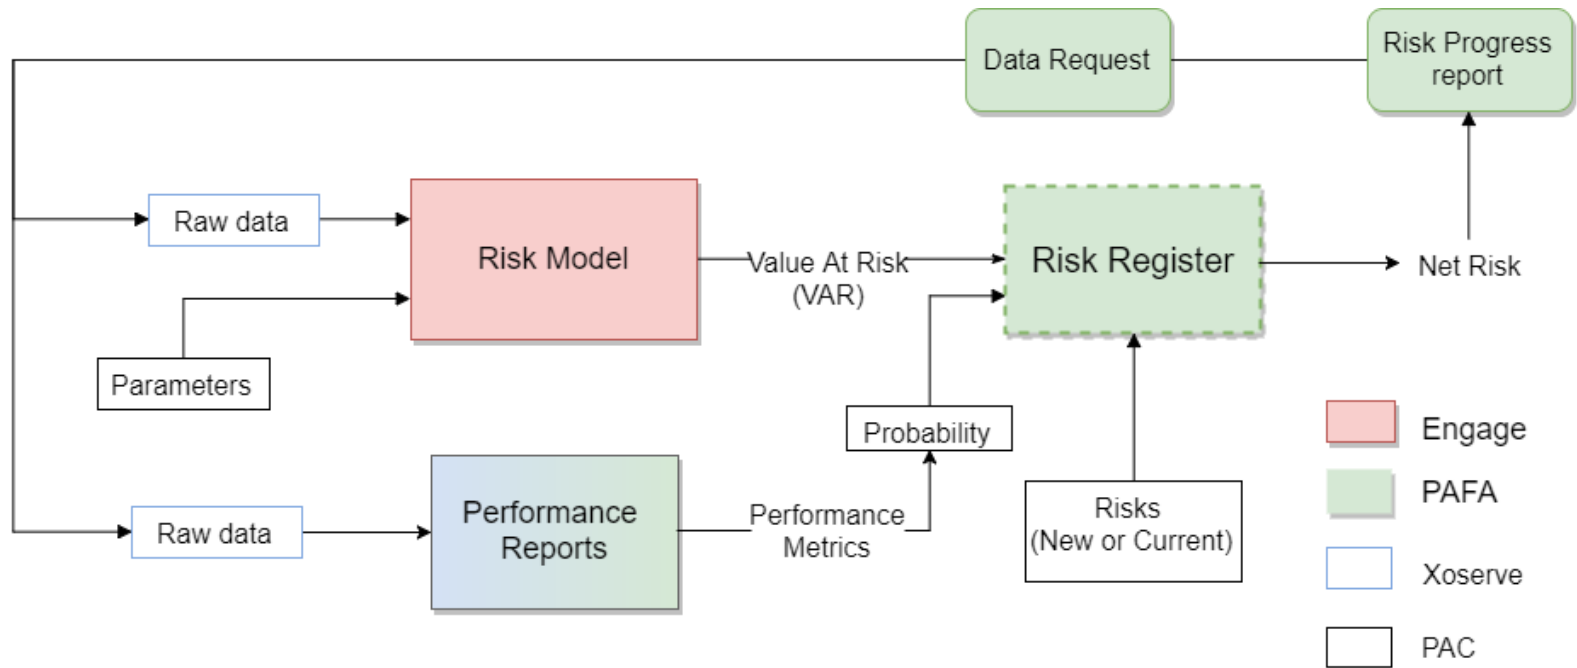 Data Request
Risk Progress
report
Raw data
Risk Model
Value At Risk
(VAR)
Risk Register
Net Risk
Parameters
Probability
Raw data
Performance
Reports
Performance
Metrics
Risks
(New or Current)
Engage
PAFA
Xoserve
PAC